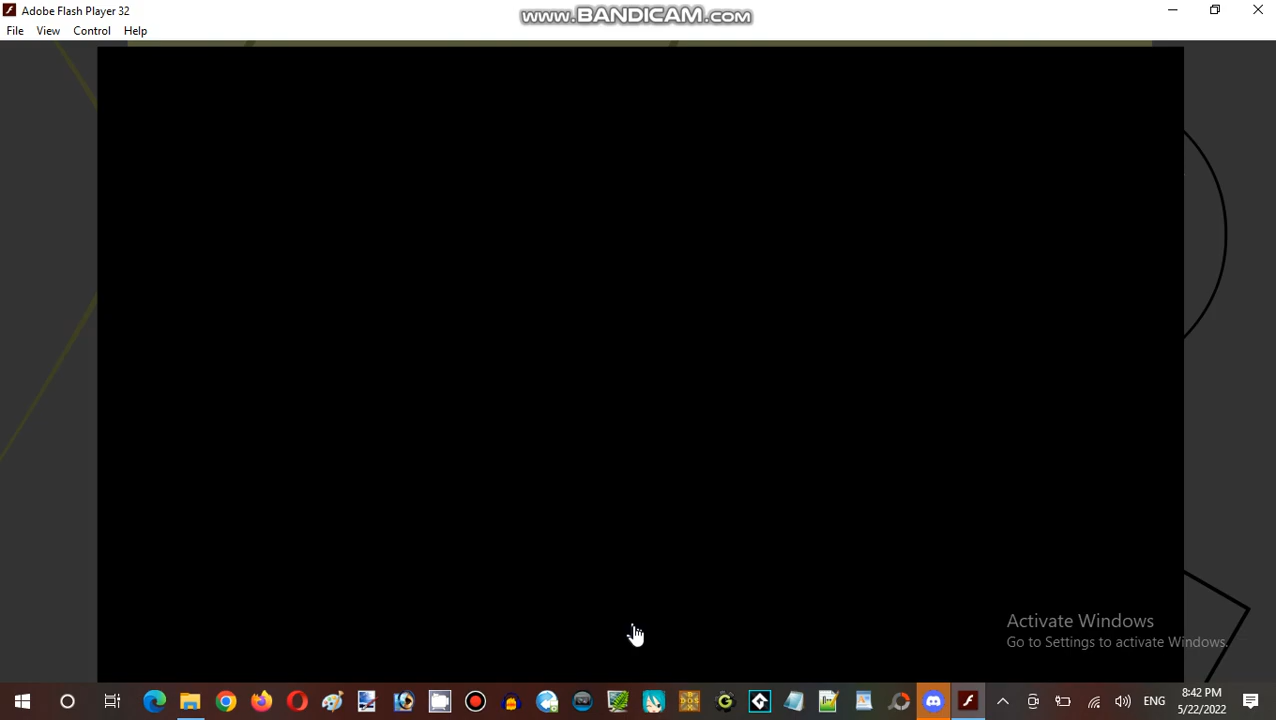 Adobe Flash Player 32
www.BANDICAM.com
File View Control Help
Activate Windows
Go to Settings to activate Windows.
ENG
8:42 PM
5/22/2022